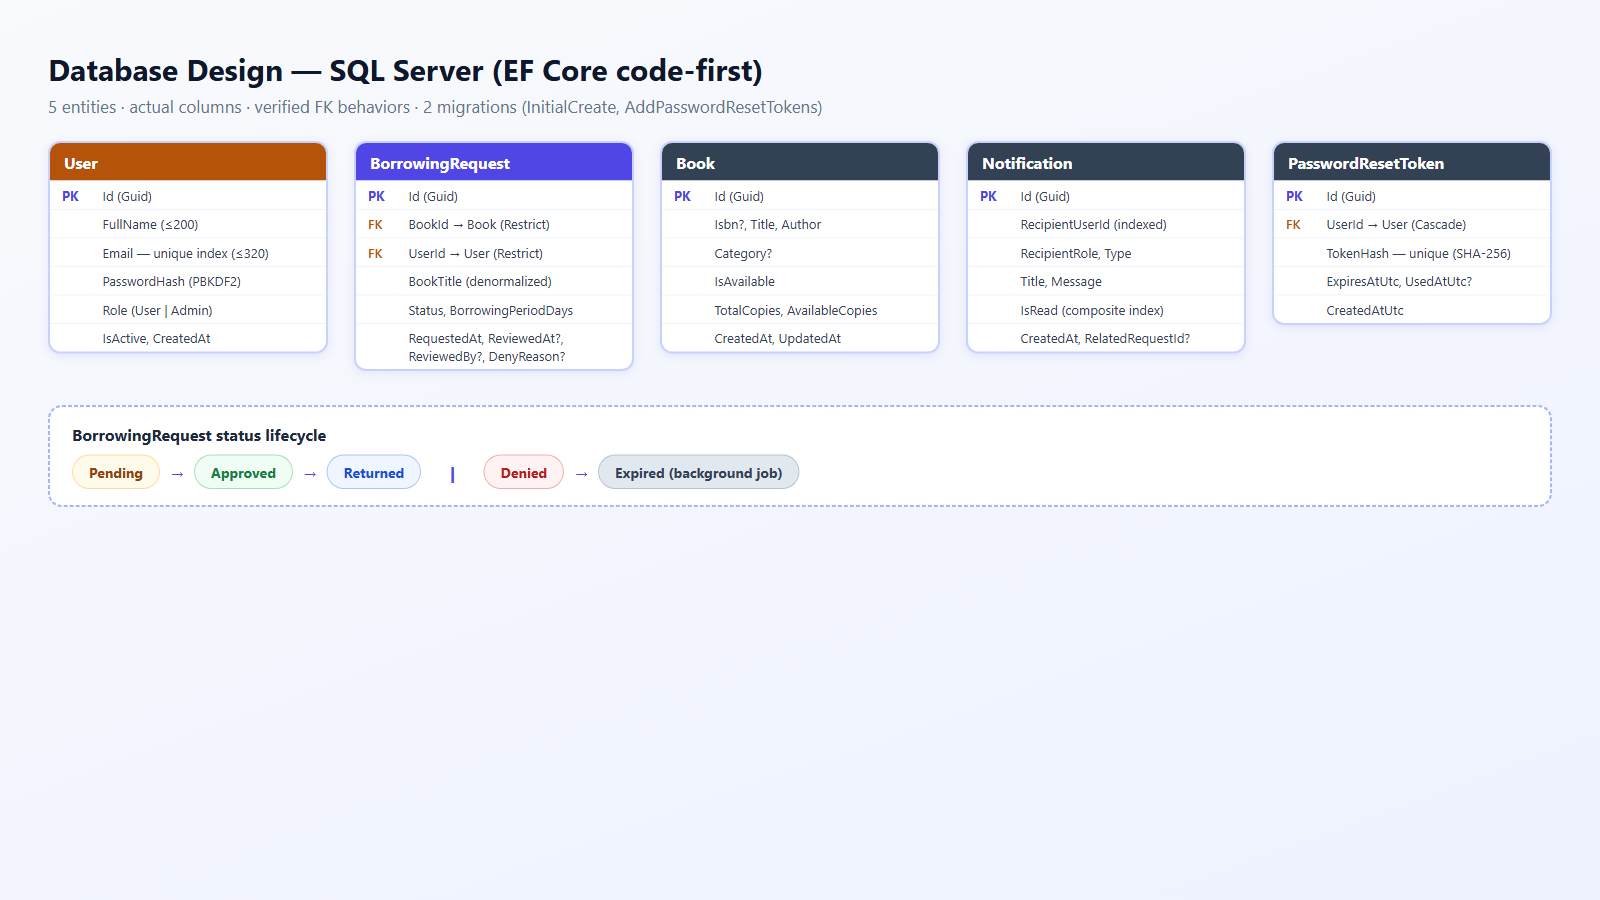 Database Design — SQL Server (EF Core code-first)
5 entities · actual columns · verified FK behaviors · 2 migrations (InitialCreate, AddPasswordResetTokens)
User
PK Id (Guid)
FullName (≤200)
Email — unique index (≤320)
PasswordHash (PBKDF2)
Role (User | Admin)
IsActive, CreatedAt
BorrowingRequest
PK Id (Guid)
FK BookId → Book (Restrict)
FK UserId → User (Restrict)
BookTitle (denormalized)
Status, BorrowingPeriodDays
RequestedAt, ReviewedAt?,
ReviewedBy?, DenyReason?
Book
PK Id (Guid)
Isbn?, Title, Author
Category?
IsAvailable
TotalCopies, AvailableCopies
CreatedAt, UpdatedAt
Notification
PK Id (Guid)
RecipientUserId (indexed)
RecipientRole, Type
Title, Message
IsRead (composite index)
CreatedAt, RelatedRequestId?
PasswordResetToken
PK Id (Guid)
FK UserId → User (Cascade)
TokenHash — unique (SHA-256)
ExpiresAtUtc, UsedAtUtc?
CreatedAtUtc
BorrowingRequest status lifecycle
Pending → Approved → Returned | Denied → Expired (background job)